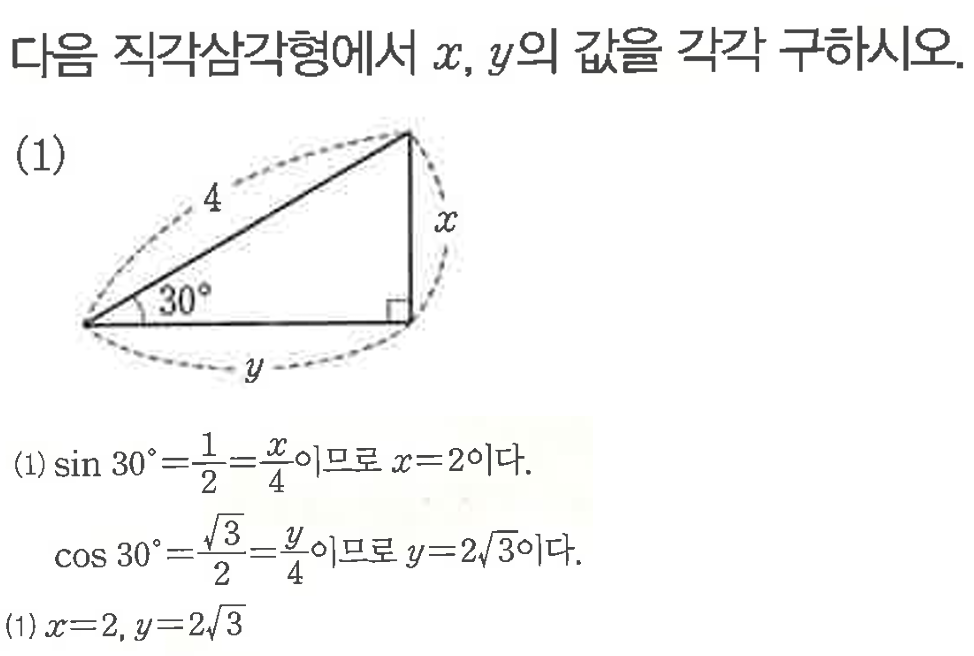 다음 직각삼각형에서 x, y의 값을 각각 구하시오.
(1)
4
x
30°
y
(1) sin 30°=1/2=x/4이므로 x=2이다.
cos 30°=√3/2=y/4이므로 y=2√3이다.
(1) x=2, y=2√3